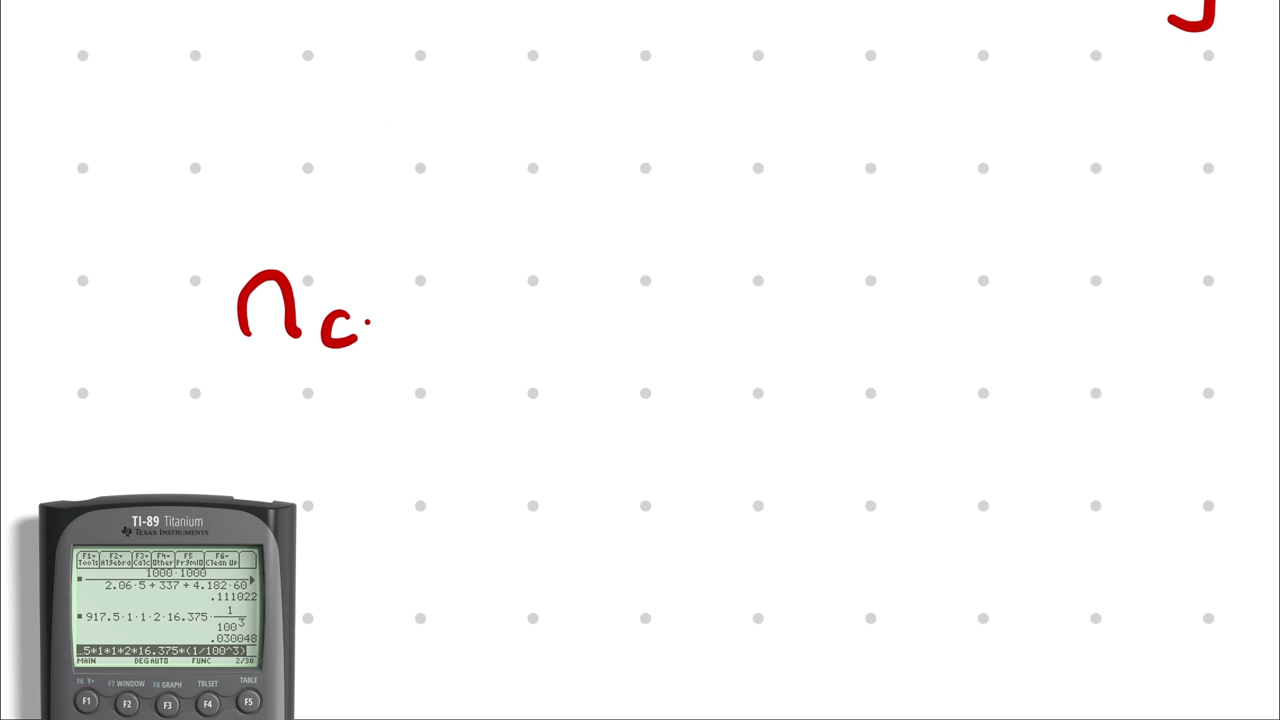 n c
TI-89 Titanium
TEXAS INSTRUMENTS
F1 Tools F2 Algebra F3 Calc F4 Other F5 PrgmIO F6 Clean Up
1000·1000
2.06·5+337+4.182·60
.111022
917.5·1·1·2·16.375·1/100³
.030048
…5*1*1*2*16.375*(1/100^3)
MAIN DEG AUTO FUNC 2/30
F6 Y= F7 WINDOW F8 GRAPH TBLSET TABLE
F1 F2 F3 F4 F5